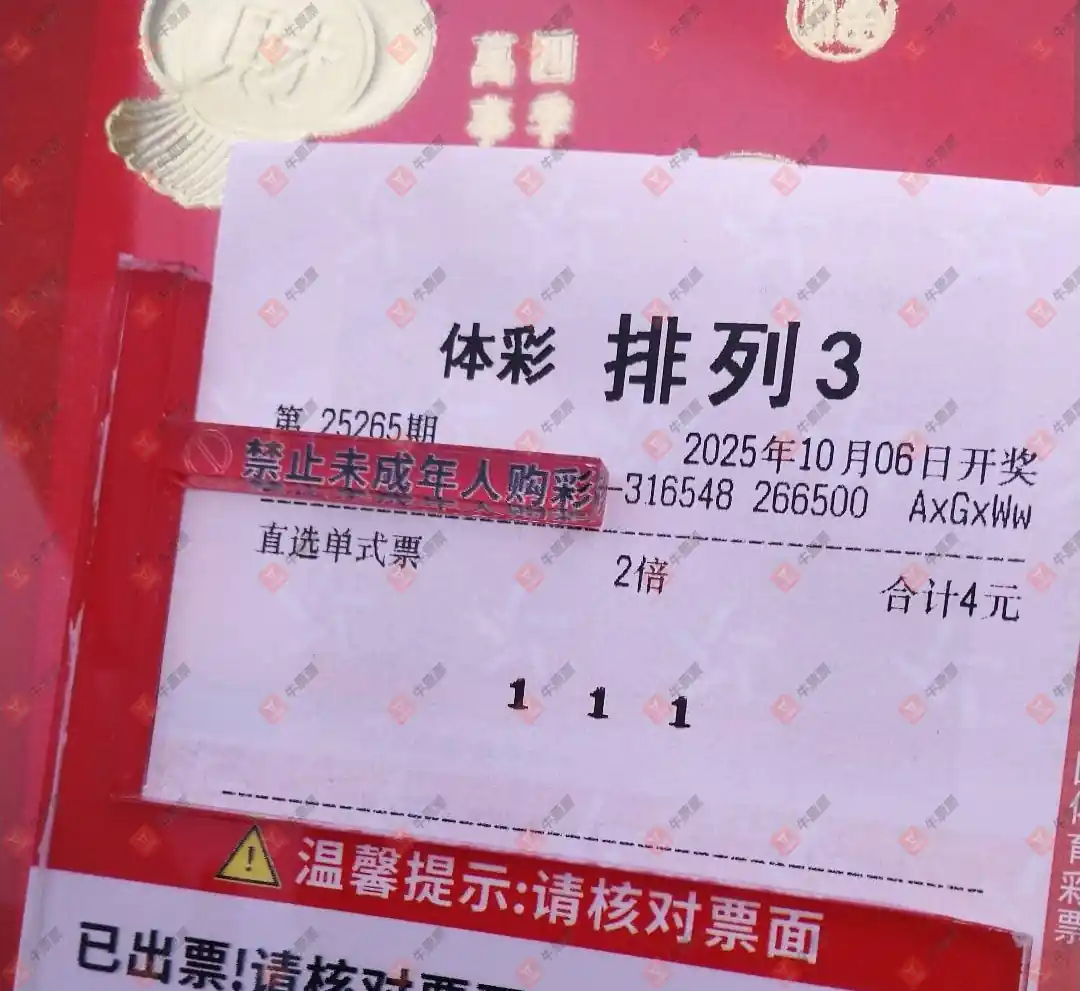 体彩 排列3
第 25265期
2025年10月06日开奖
禁止未成年人购彩
-316548 266500 AxGxWw
直选单式票 2倍 合计4元
1 1 1
温馨提示:请核对票面
已出票!请核对票
育彩票